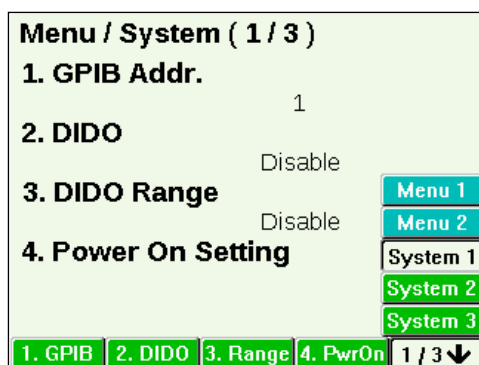 Menu / System ( 1 / 3 )
1. GPIB Addr.
1
2. DIDO
Disable
3. DIDO Range
Disable
4. Power On Setting
Menu 1
Menu 2
System 1
System 2
System 3
1. GPIB 2. DIDO 3. Range 4. PwrOn 1 / 3 ↓